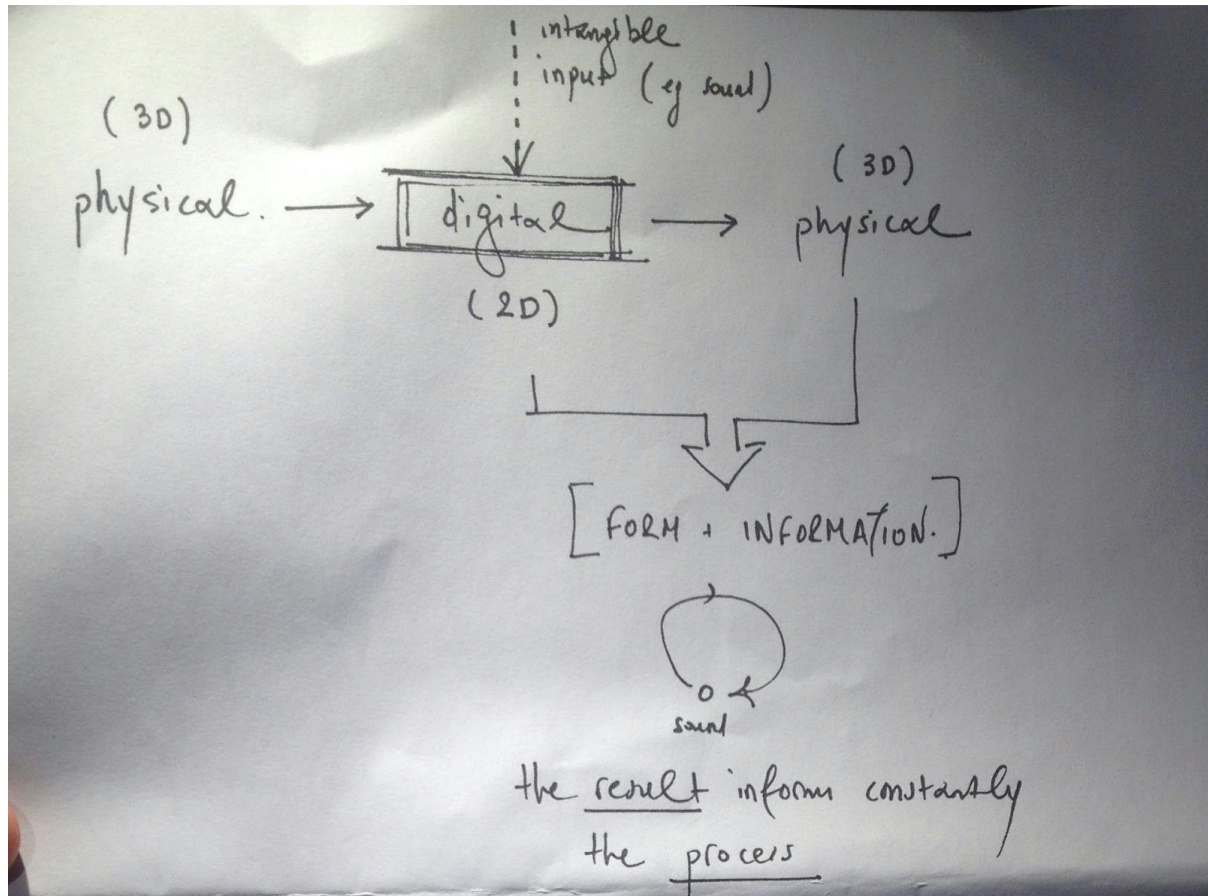 intangible
input (eg sound)
(3D)
physical.
digital
(2D)
(3D)
physical
[FORM + INFORMATION.]
sound
the result inform constantly
the process